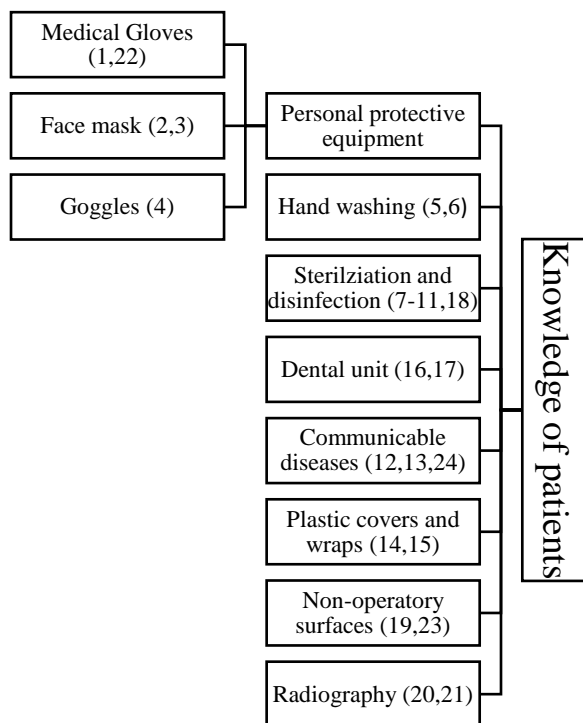 Medical Gloves
(1,22)
Face mask (2,3)
Goggles (4)
Personal protective
equipment
Hand washing (5,6)
Sterilziation and
disinfection (7-11,18)
Dental unit (16,17)
Communicable
diseases (12,13,24)
Plastic covers and
wraps (14,15)
Non-operatory
surfaces (19,23)
Radiography (20,21)
Knowledge of patients